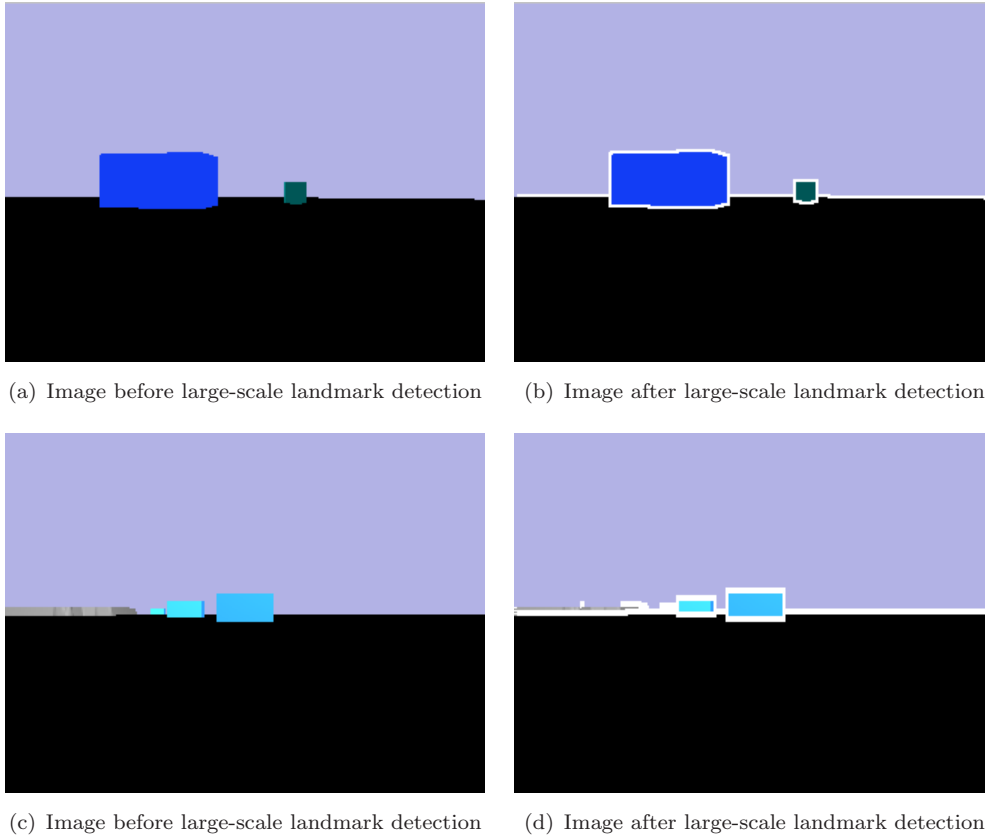 (a) Image before large-scale landmark detection
(b) Image after large-scale landmark detection
(c) Image before large-scale landmark detection
(d) Image after large-scale landmark detection